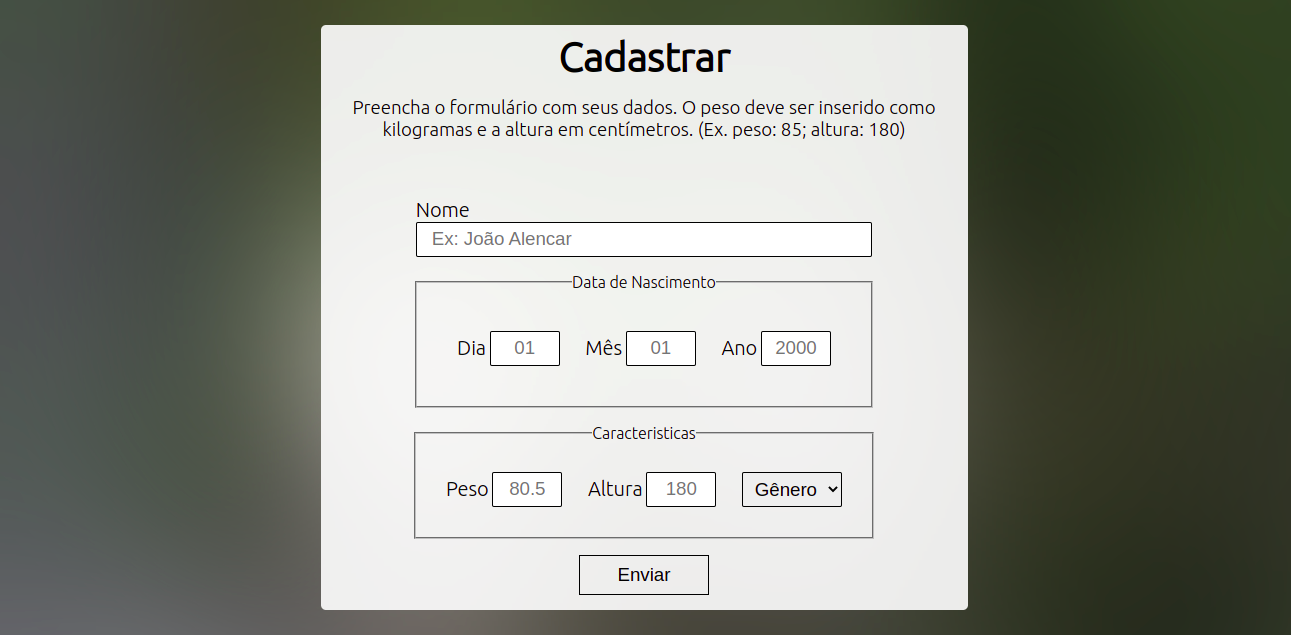 Cadastrar
Preencha o formulário com seus dados. O peso deve ser inserido como
kilogramas e a altura em centímetros. (Ex. peso: 85; altura: 180)
Nome
Ex: João Alencar
Data de Nascimento
Dia 01 Mês 01 Ano 2000
Caracteristicas
Peso 80.5 Altura 180 Gênero
Enviar